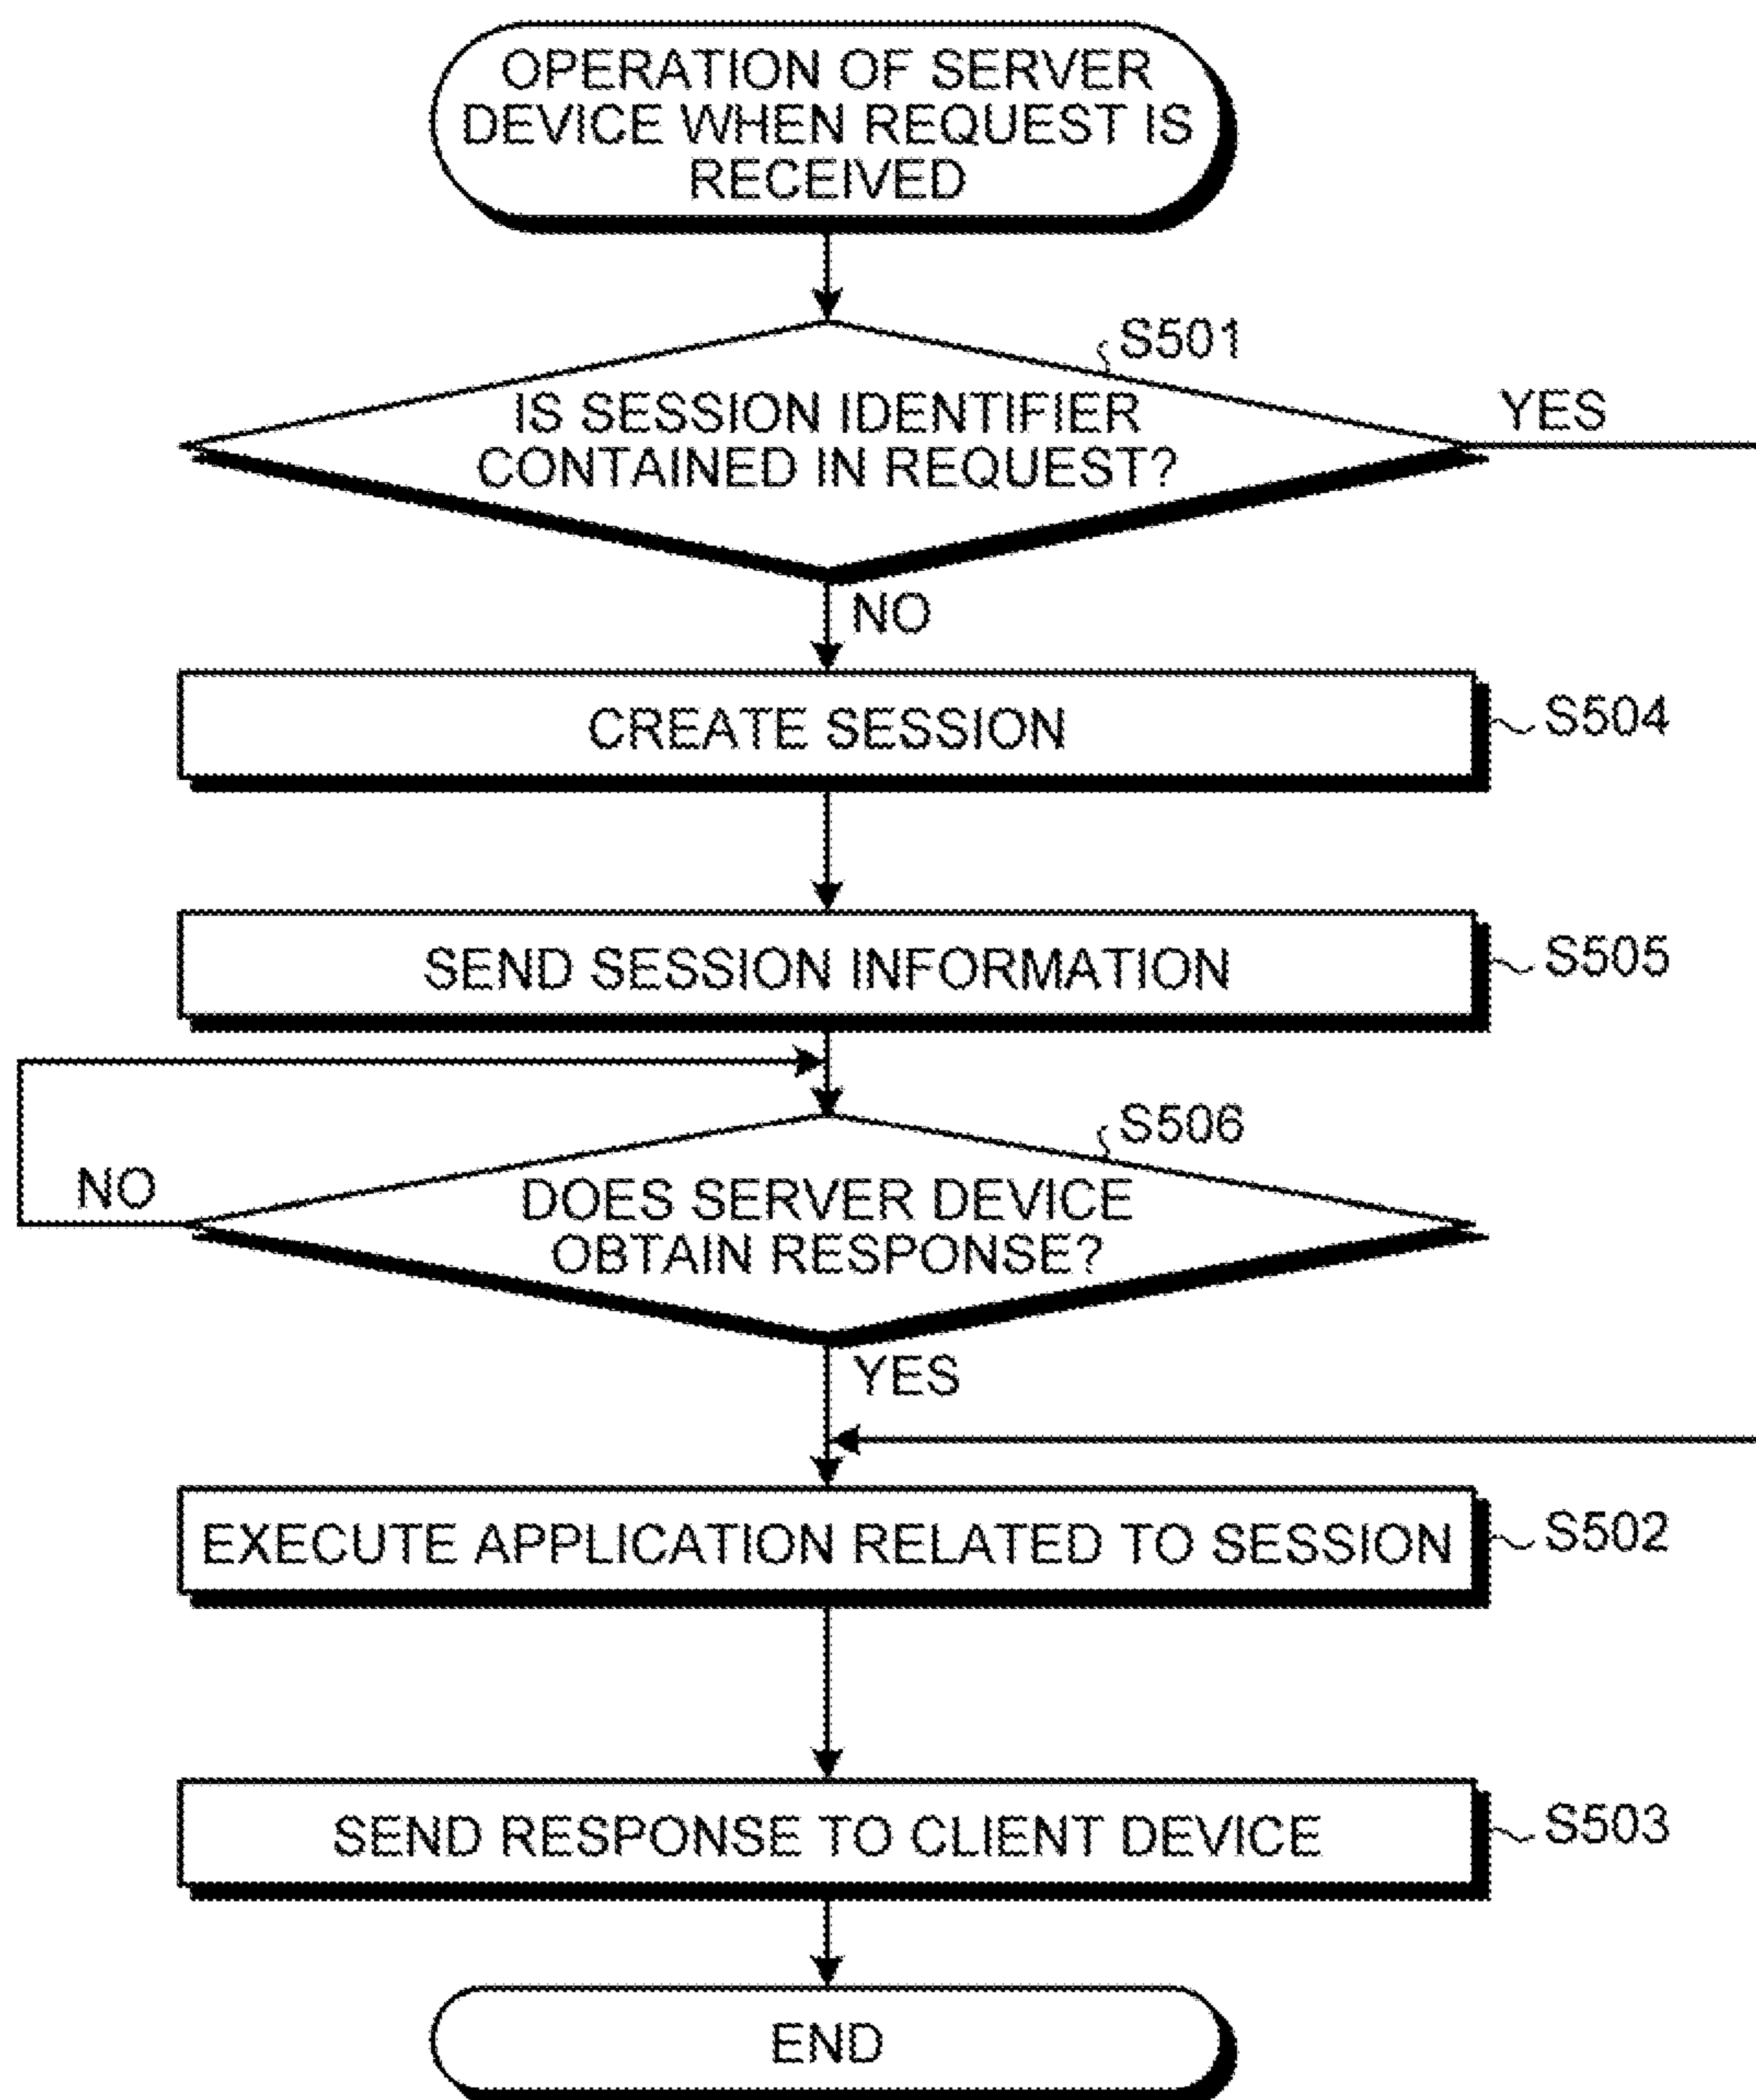 OPERATION OF SERVER
DEVICE WHEN REQUEST IS
RECEIVED
S501
IS SESSION IDENTIFIER
CONTAINED IN REQUEST?
YES
NO
CREATE SESSION
S504
SEND SESSION INFORMATION
S505
S506
NO
DOES SERVER DEVICE
OBTAIN RESPONSE?
YES
EXECUTE APPLICATION RELATED TO SESSION
S502
SEND RESPONSE TO CLIENT DEVICE
S503
END